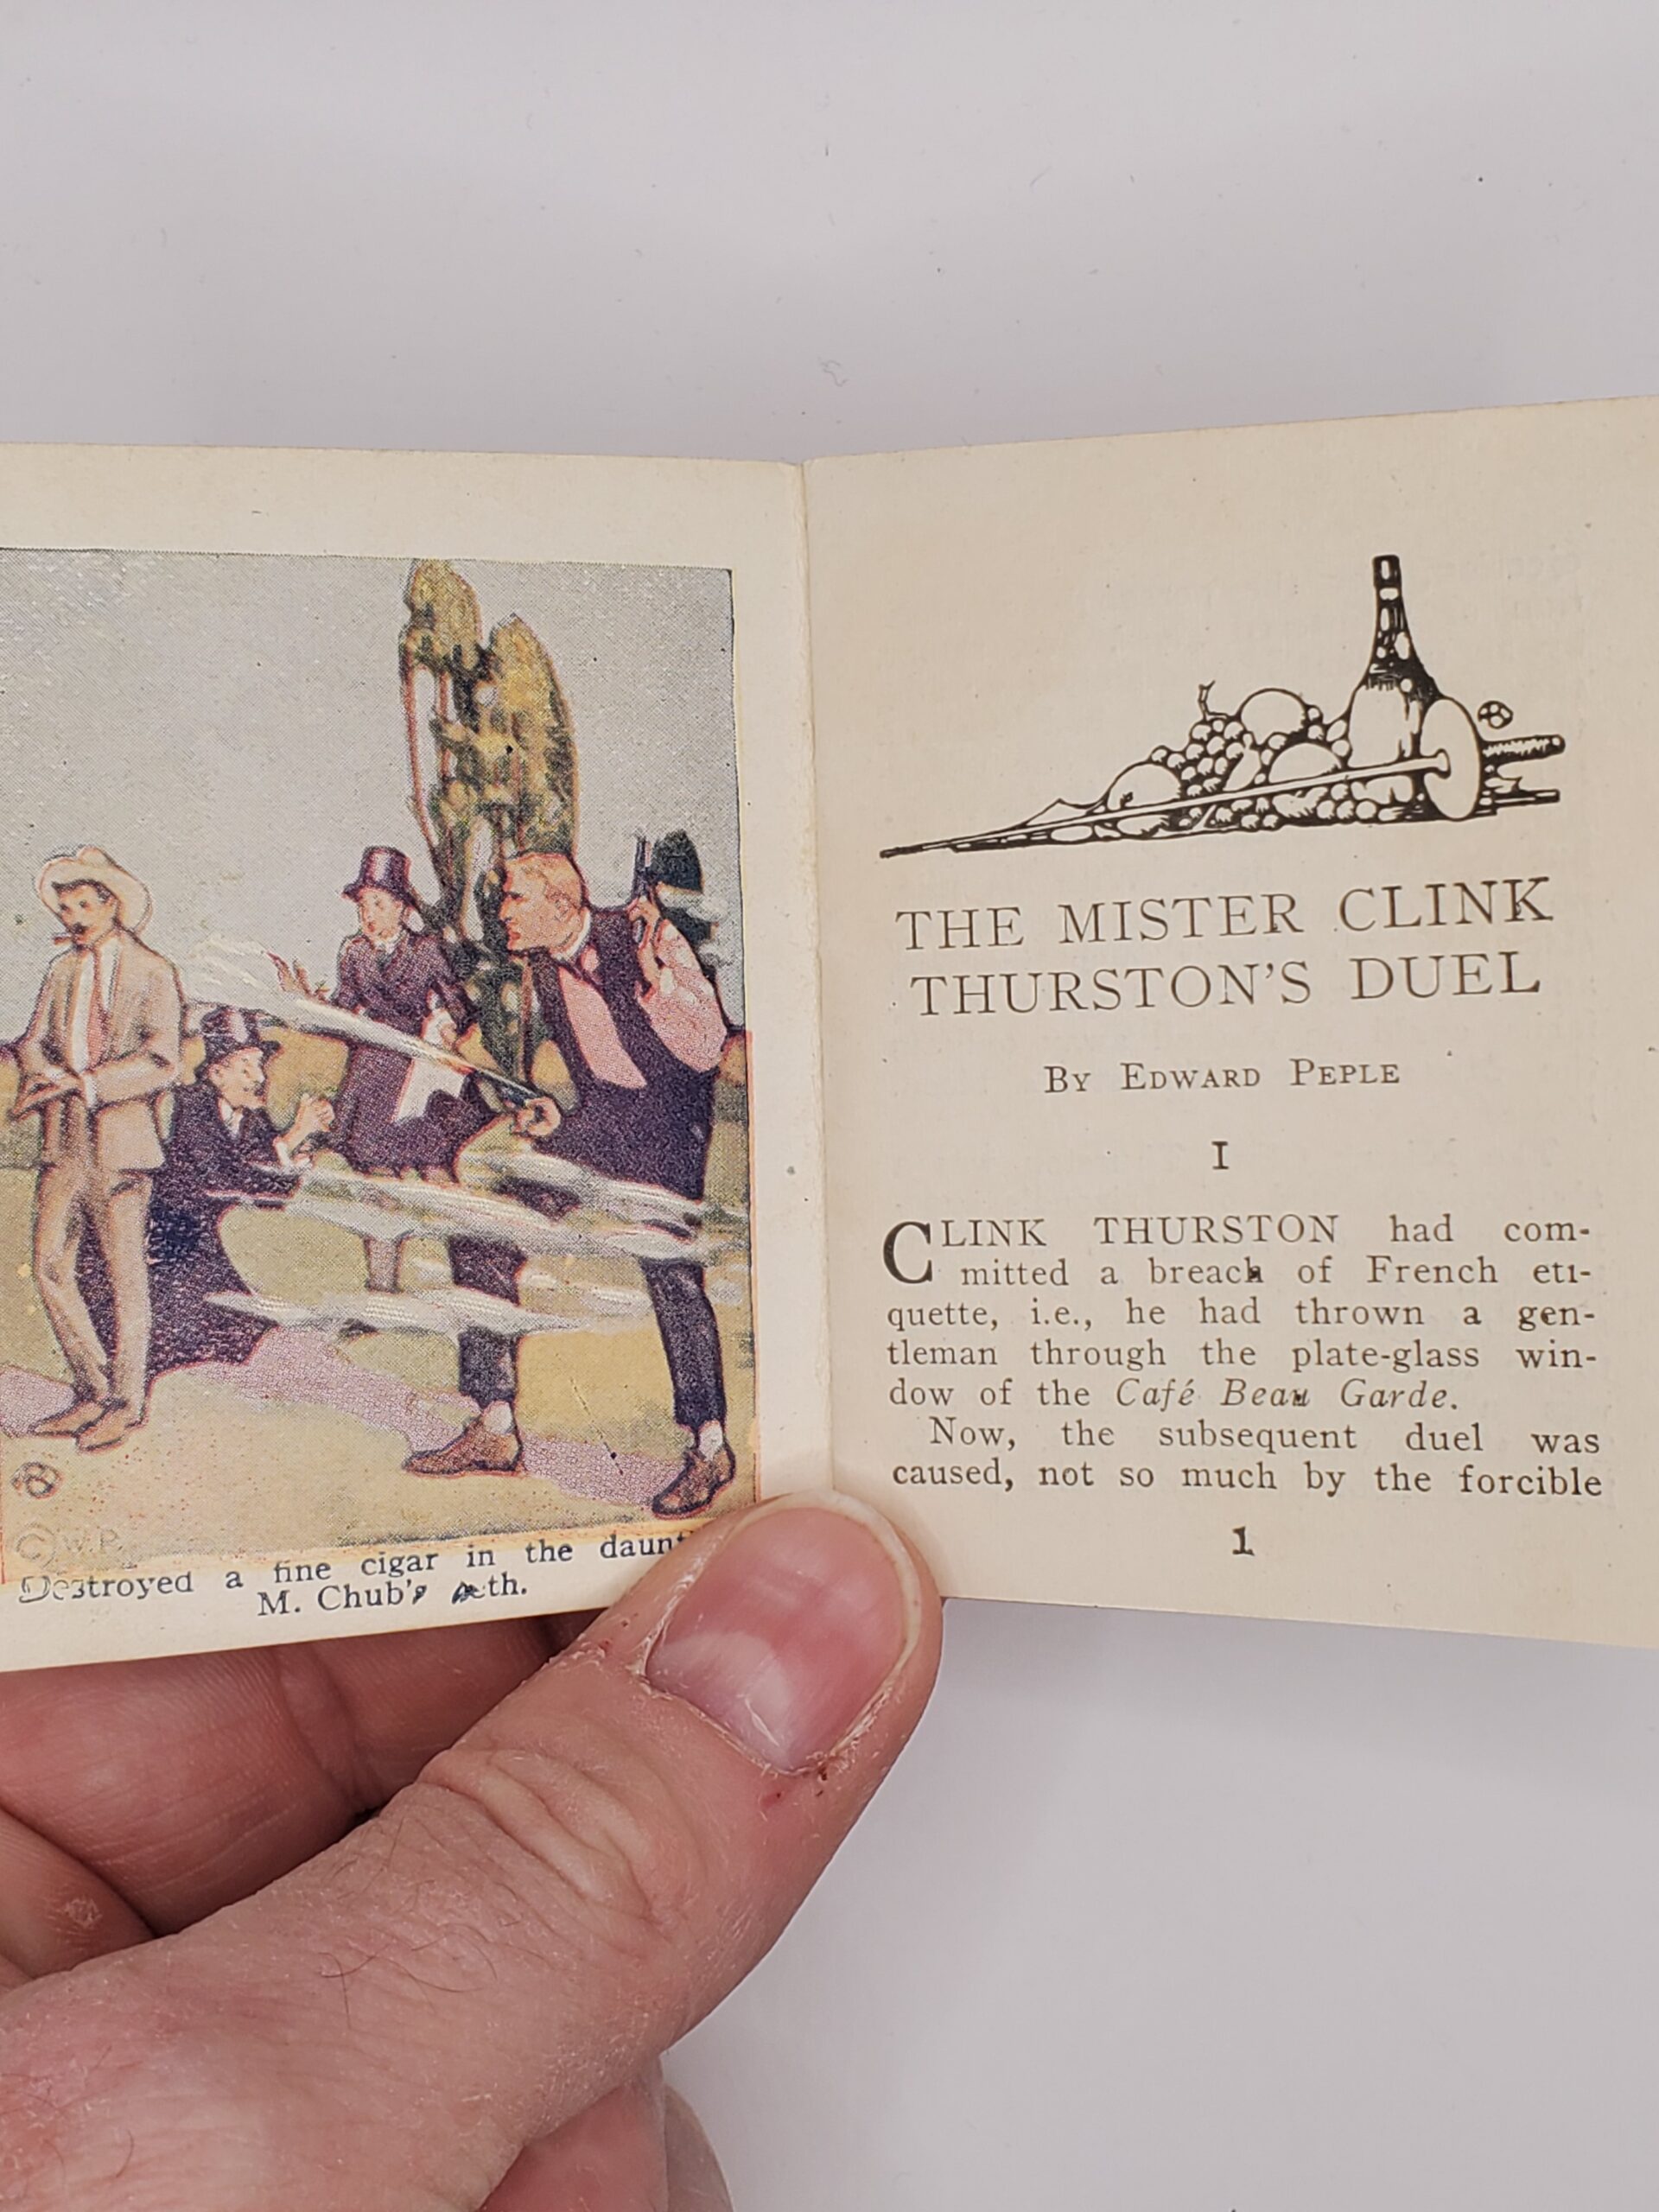 © W.P.
Destroyed a fine cigar in the
M. Chub's
THE MISTER CLINK
THURSTON'S DUEL
BY EDWARD PEPLE
I
CLINK THURSTON had com-
mitted a breach of French eti-
quette, i.e., he had thrown a gen-
tleman through the plate-glass win-
dow of the Café Beau Garde.
Now, the subsequent duel was
caused, not so much by the forcible
1